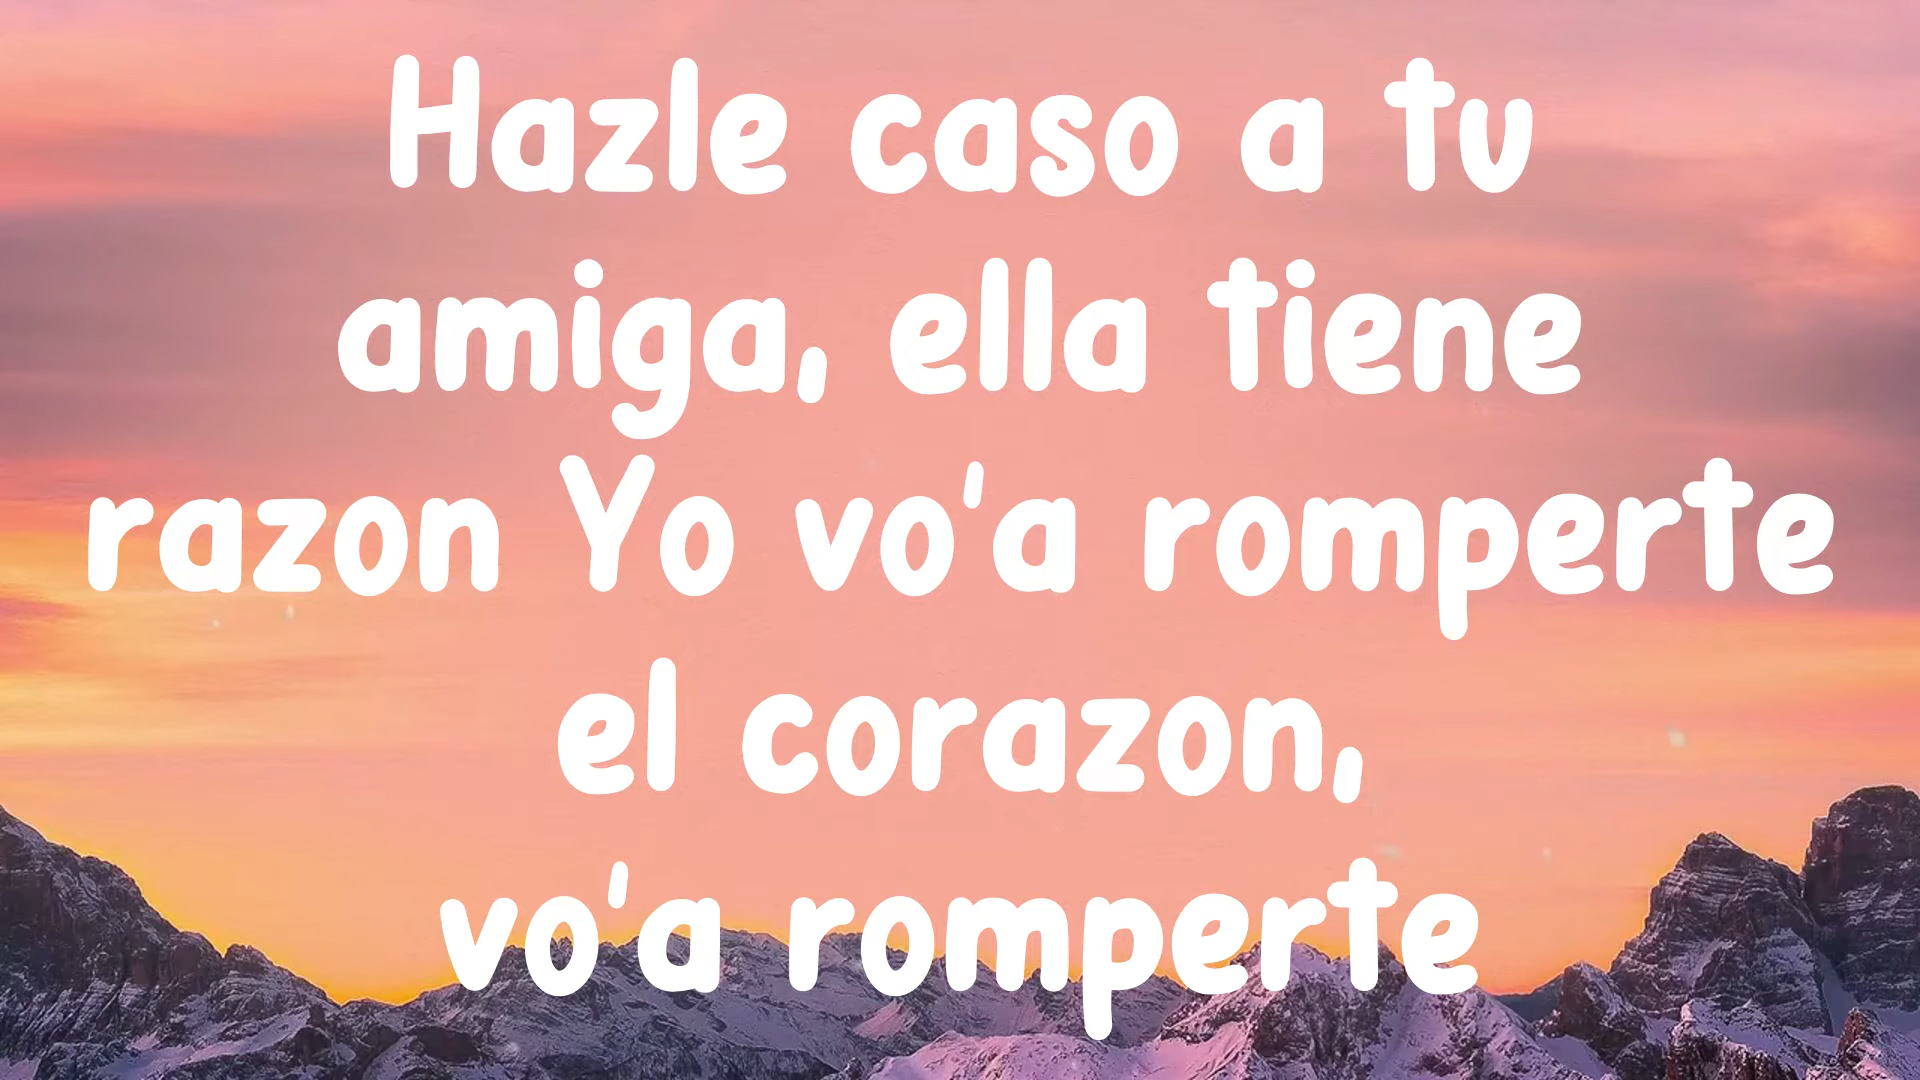 Hazle caso a tu
amiga, ella tiene
razon Yo vo'a romperte
el corazon,
vo'a romperte